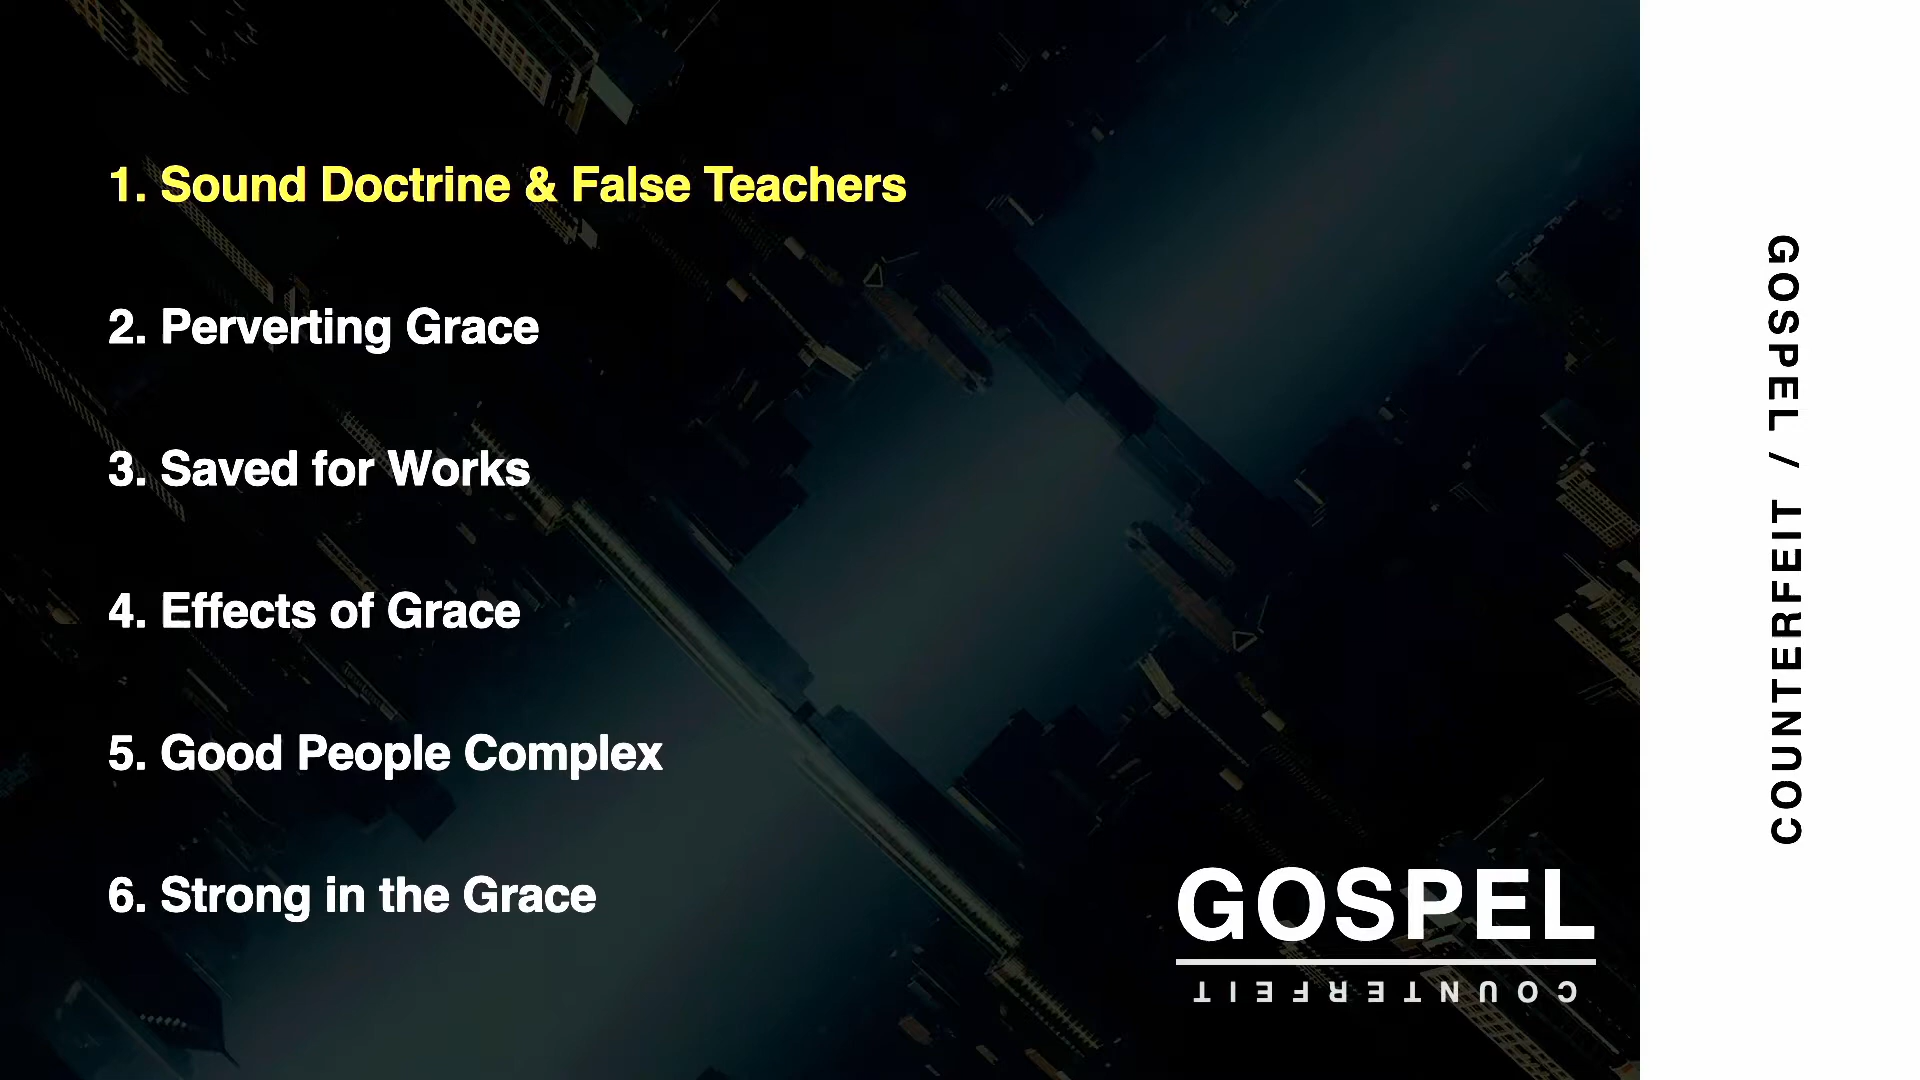 1. Sound Doctrine & False Teachers
2. Perverting Grace
3. Saved for Works
4. Effects of Grace
5. Good People Complex
6. Strong in the Grace
GOSPEL
COUNTERFEIT
COUNTERFEIT / GOSPEL